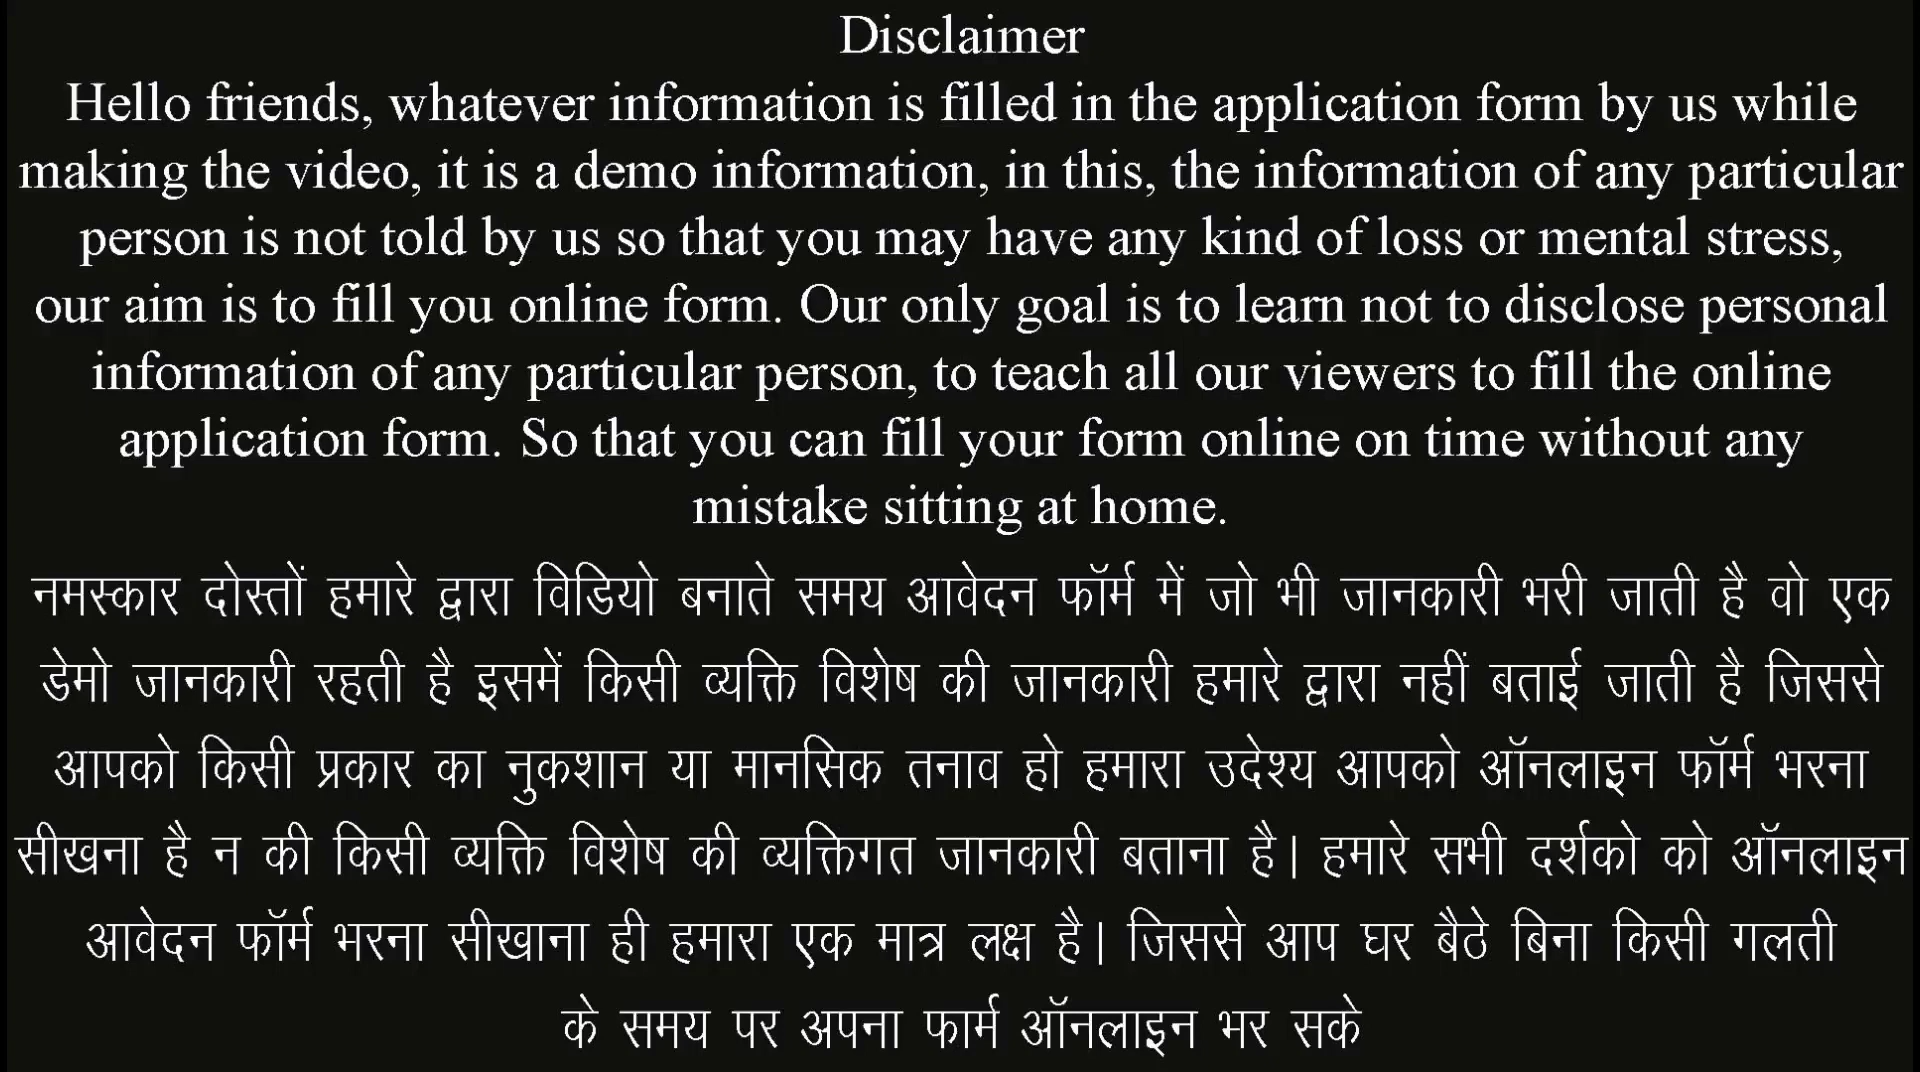 Disclaimer
Hello friends, whatever information is filled in the application form by us while
making the video, it is a demo information, in this, the information of any particular
person is not told by us so that you may have any kind of loss or mental stress,
our aim is to fill you online form. Our only goal is to learn not to disclose personal
information of any particular person, to teach all our viewers to fill the online
application form. So that you can fill your form online on time without any
mistake sitting at home.
नमस्कार दोस्तों हमारे द्वारा विडियो बनाते समय आवेदन फॉर्म में जो भी जानकारी भरी जाती है वो एक
डेमो जानकारी रहती है इसमें किसी व्यक्ति विशेष की जानकारी हमारे द्वारा नहीं बताई जाती है जिससे
आपको किसी प्रकार का नुकशान या मानसिक तनाव हो हमारा उदेश्य आपको ऑनलाइन फॉर्म भरना
सीखना है न की किसी व्यक्ति विशेष की व्यक्तिगत जानकारी बताना है। हमारे सभी दर्शको को ऑनलाइन
आवेदन फॉर्म भरना सीखाना ही हमारा एक मात्र लक्ष है। जिससे आप घर बैठे बिना किसी गलती
के समय पर अपना फार्म ऑनलाइन भर सके